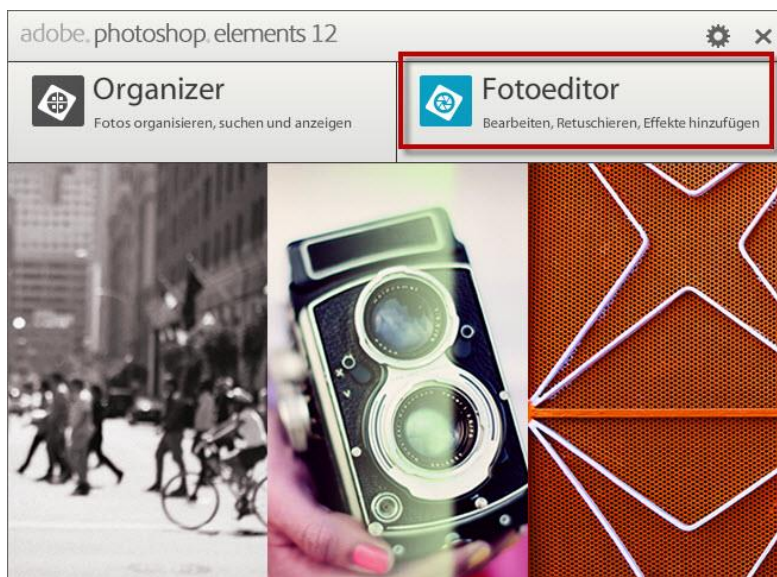 adobe. photoshop. elements 12
Organizer
Fotos organisieren, suchen und anzeigen
Fotoeditor
Bearbeiten, Retuschieren, Effekte hinzufügen